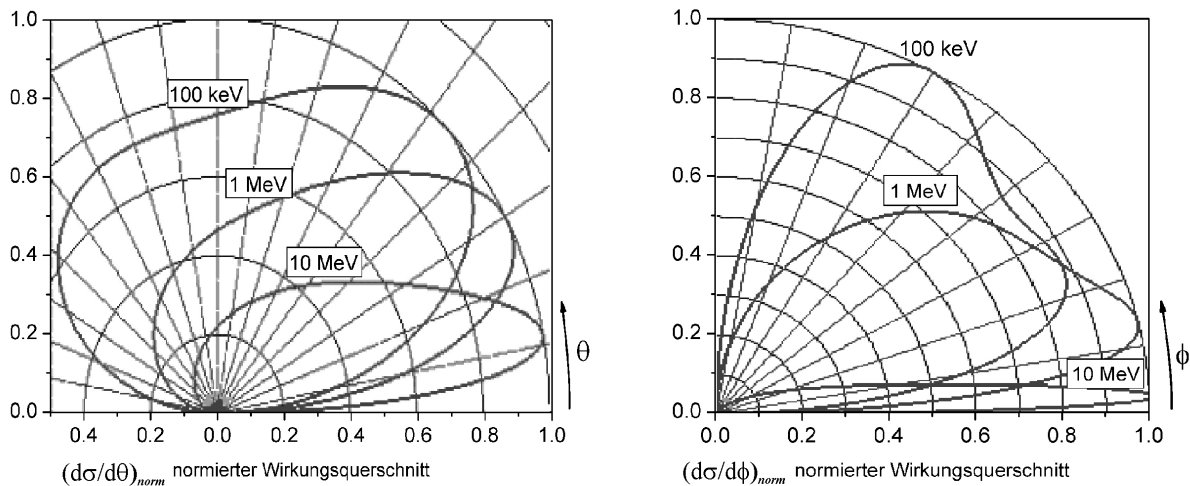 1.0
0.8
0.6
0.4
0.2
0.0
100 keV
1 MeV
10 MeV
θ
0.4 0.2 0.0 0.2 0.4 0.6 0.8 1.0
(dσ/dθ)norm normierter Wirkungsquerschnitt
1.0
0.8
0.6
0.4
0.2
0.0
100 keV
1 MeV
10 MeV
ϕ
0.0 0.2 0.4 0.6 0.8 1.0
(dσ/dϕ)norm normierter Wirkungsquerschnitt